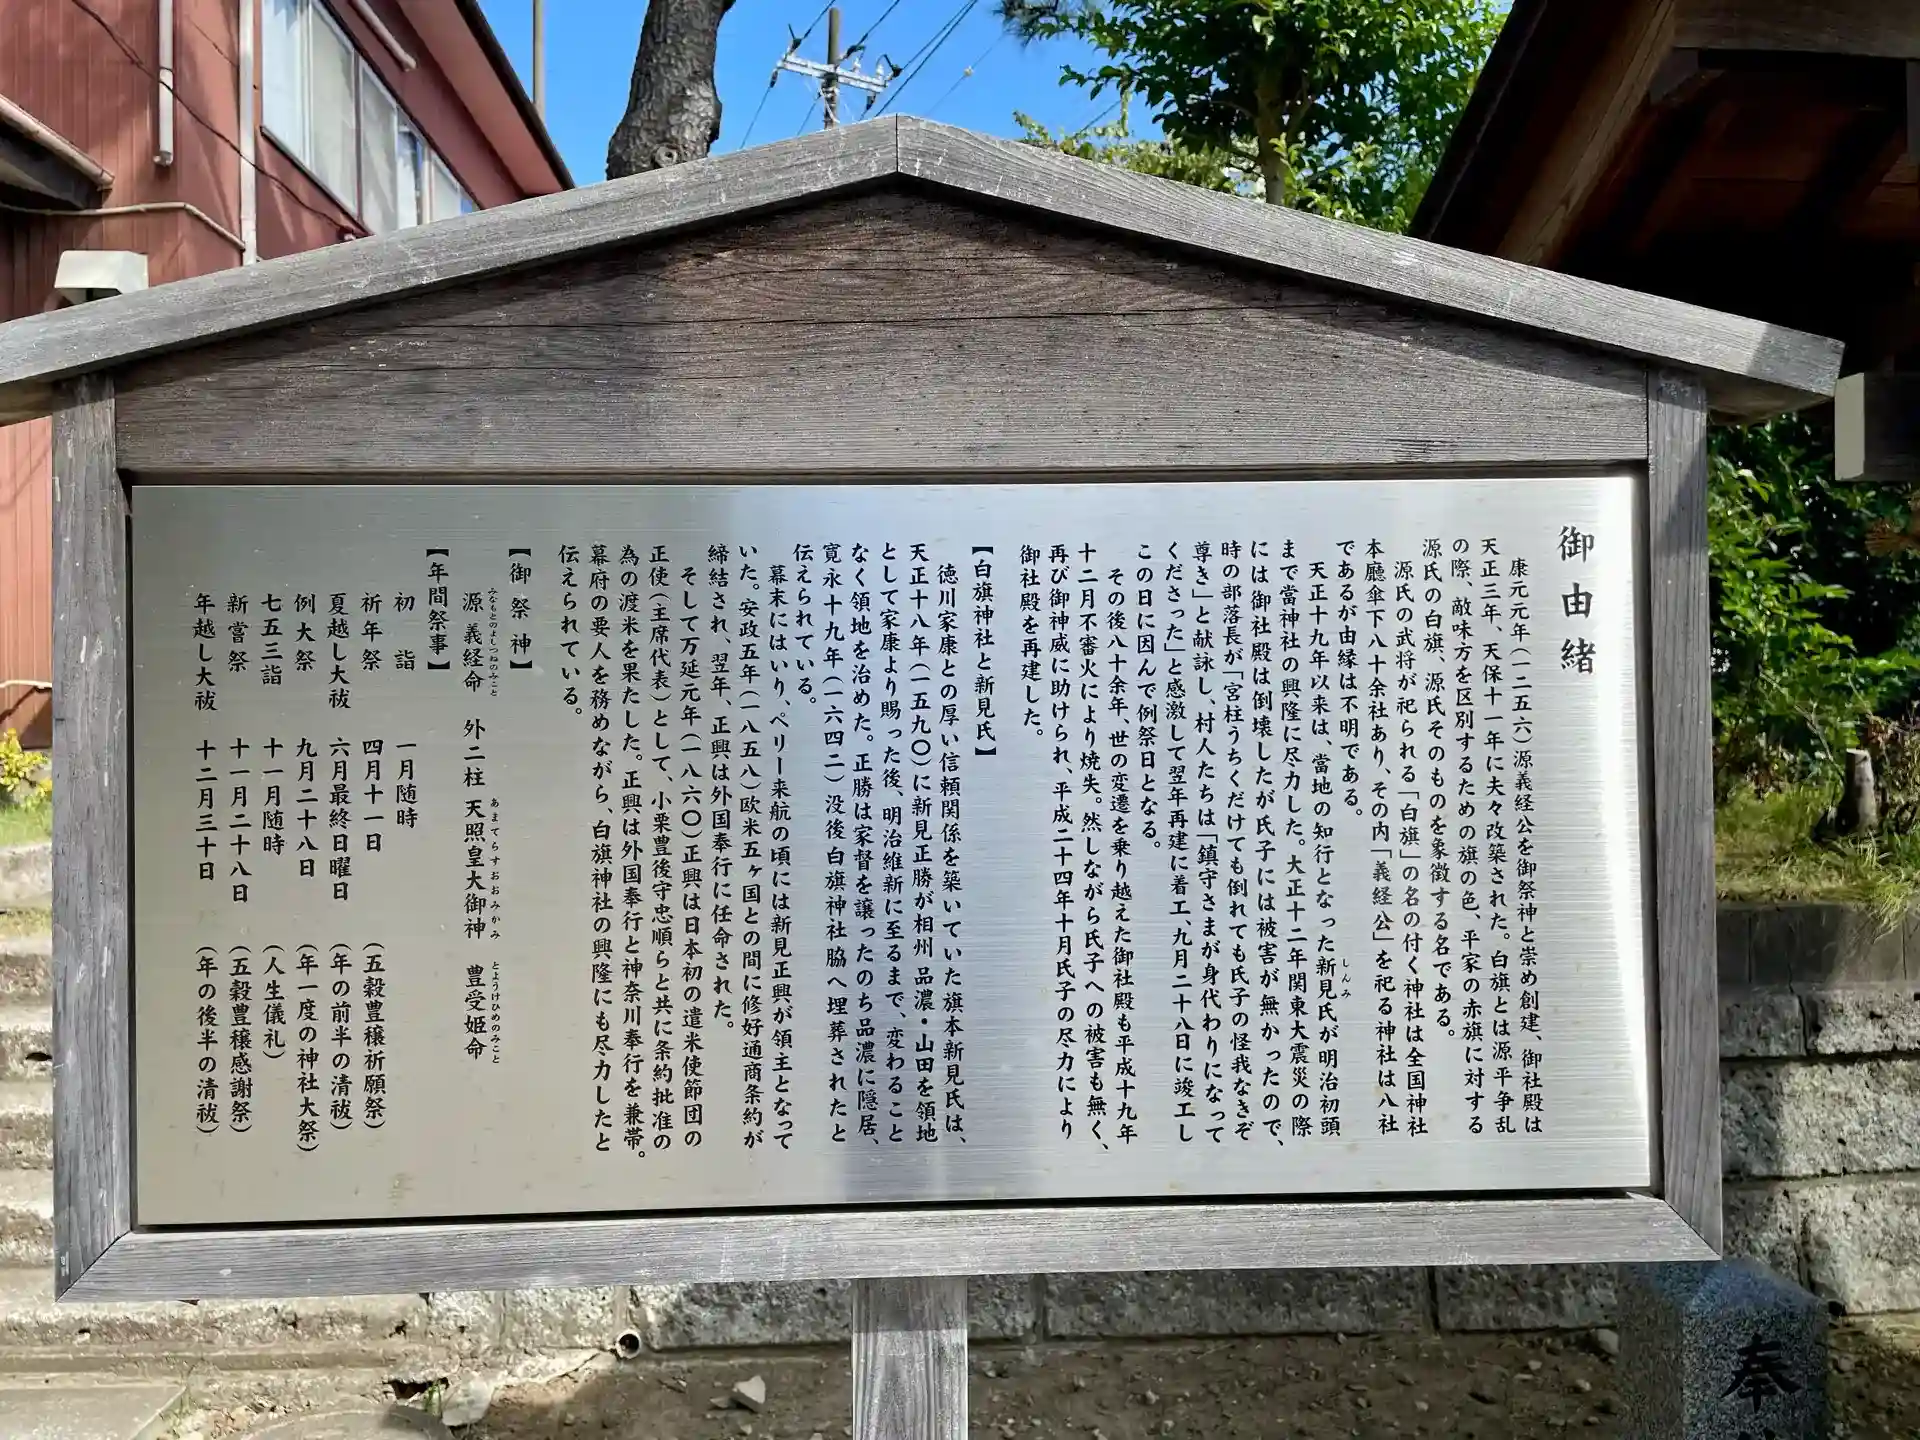 御由緒
康元元年（一二五六）源義経公を御祭神と崇め創建、御社殿は
天正三年、天保十一年に夫々改築された。白旗とは源平争乱
の際、敵味方を区別するための旗の色、平家の赤旗に対する
源氏の白旗、源氏そのものを象徴する名である。
源氏の武将が祀られる「白旗」の名の付く神社は全国神社
本廳傘下八十余社あり、その内「義経公」を祀る神社は八社
であるが由縁は不明である。
天正十九年以来は、當地の知行となった新見氏が明治初頭
しんみ
まで當神社の興隆に尽力した。大正十二年関東大震災の際
には御社殿は倒壊したが氏子には被害が無かったので、
時の部落長が「宮柱うちくだけても倒れても氏子の怪我なきぞ
尊き」と献詠し、村人たちは「鎮守さまが身代わりになって
くださった」と感激して翌年再建に着工、九月二十八日に竣工し
この日に因んで例祭日となる。
その後八十余年、世の変遷を乗り越えた御社殿も平成十九年
十二月不審火により焼失。然しながら氏子への被害も無く、
再び御神威に助けられ、平成二十四年十月氏子の尽力により
御社殿を再建した。
【白旗神社と新見氏】
徳川家康との厚い信頼関係を築いていた旗本新見氏は、
天正十八年（一五九〇）に新見正勝が相州 品濃・山田を領地
として家康より賜った後、明治維新に至るまで、変わること
なく領地を治めた。正勝は家督を譲ったのち品濃に隠居、
寛永十九年（一六四二）没後白旗神社脇へ埋葬されたと
伝えられている。
幕末にはいり、ペリー来航の頃には新見正興が領主となって
いた。安政五年（一八五八）欧米五ヶ国との間に修好通商条約が
締結され、翌年、正興は外国奉行に任命された。
そして万延元年（一八六〇）正興は日本初の遣米使節団の
正使（主席代表）として、小栗豊後守忠順らと共に条約批准の
為の渡米を果たした。正興は外国奉行と神奈川奉行を兼帯。
幕府の要人を務めながら、白旗神社の興隆にも尽力したと
伝えられている。
【御祭神】
源義経命 外二柱 天照皇大御神 豊受姫命
みなもとのよしつねのみこと あまてらすおおみかみ とようけひめのみこと
【年間祭事】
初詣 一月随時
祈年祭 四月十一日 （五穀豊穣祈願祭）
夏越し大祓 六月最終日曜日 （年の前半の清祓）
例大祭 九月二十八日 （年一度の神社大祭）
七五三詣 十一月随時 （人生儀礼）
新嘗祭 十一月二十八日 （五穀豊穣感謝祭）
年越し大祓 十二月三十日 （年の後半の清祓）
奉